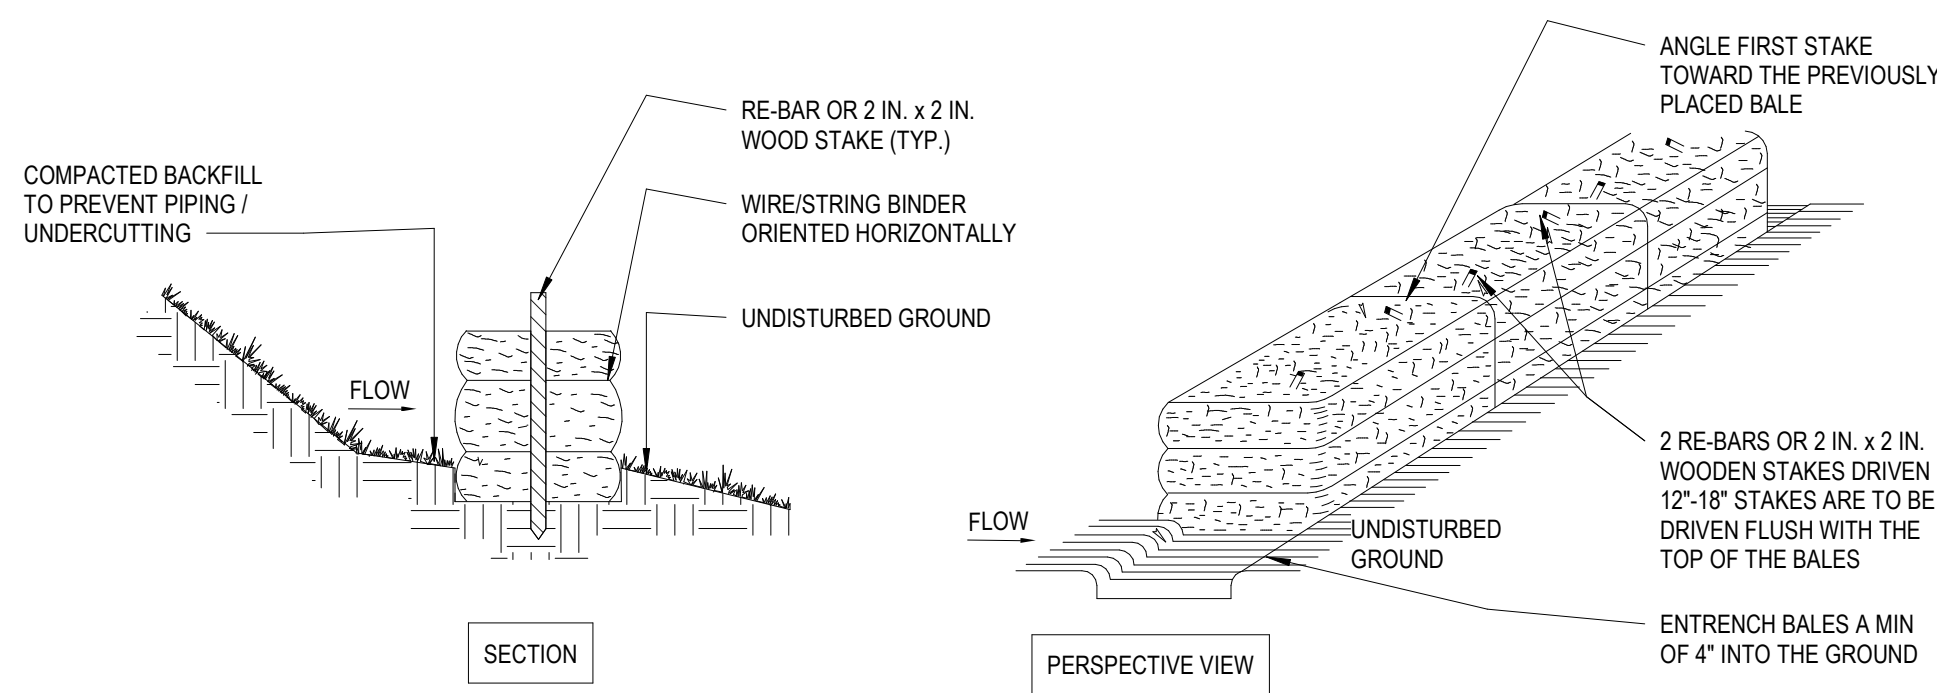 COMPACTED BACKFILL
TO PREVENT PIPING /
UNDERCUTTING
RE-BAR OR 2 IN. x 2 IN.
WOOD STAKE (TYP.)
WIRE/STRING BINDER
ORIENTED HORIZONTALLY
UNDISTURBED GROUND
FLOW
SECTION
ANGLE FIRST STAKE
TOWARD THE PREVIOUSLY
PLACED BALE
2 RE-BARS OR 2 IN. x 2 IN.
WOODEN STAKES DRIVEN
12"-18" STAKES ARE TO BE
DRIVEN FLUSH WITH THE
TOP OF THE BALES
FLOW
UNDISTURBED
GROUND
ENTRENCH BALES A MIN
OF 4" INTO THE GROUND
PERSPECTIVE VIEW